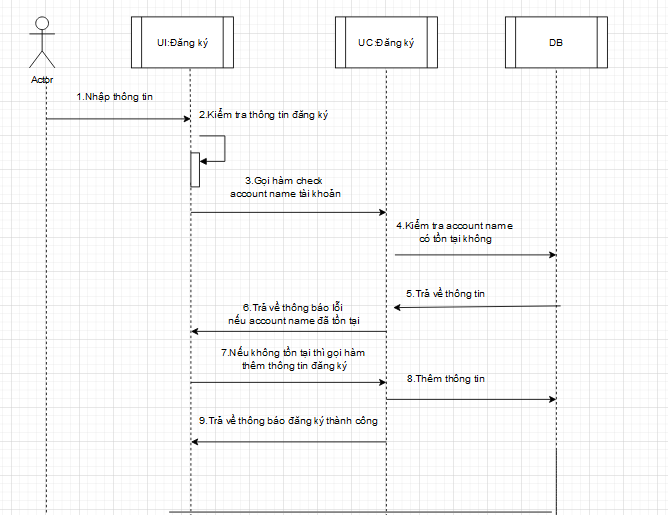 UI:Đăng ký
UC:Đăng ký
DB
Actor
1.Nhập thông tin
2.Kiểm tra thông tin đăng ký
3.Gọi hàm check
account name tài khoản
4.Kiểm tra account name
có tồn tại không
5.Trả về thông tin
6.Trả về thông báo lỗi
nếu account name đã tồn tại
7.Nếu không tồn tại thì gọi hàm
thêm thông tin đăng ký
8.Thêm thông tin
9.Trả về thông báo đăng ký thành công